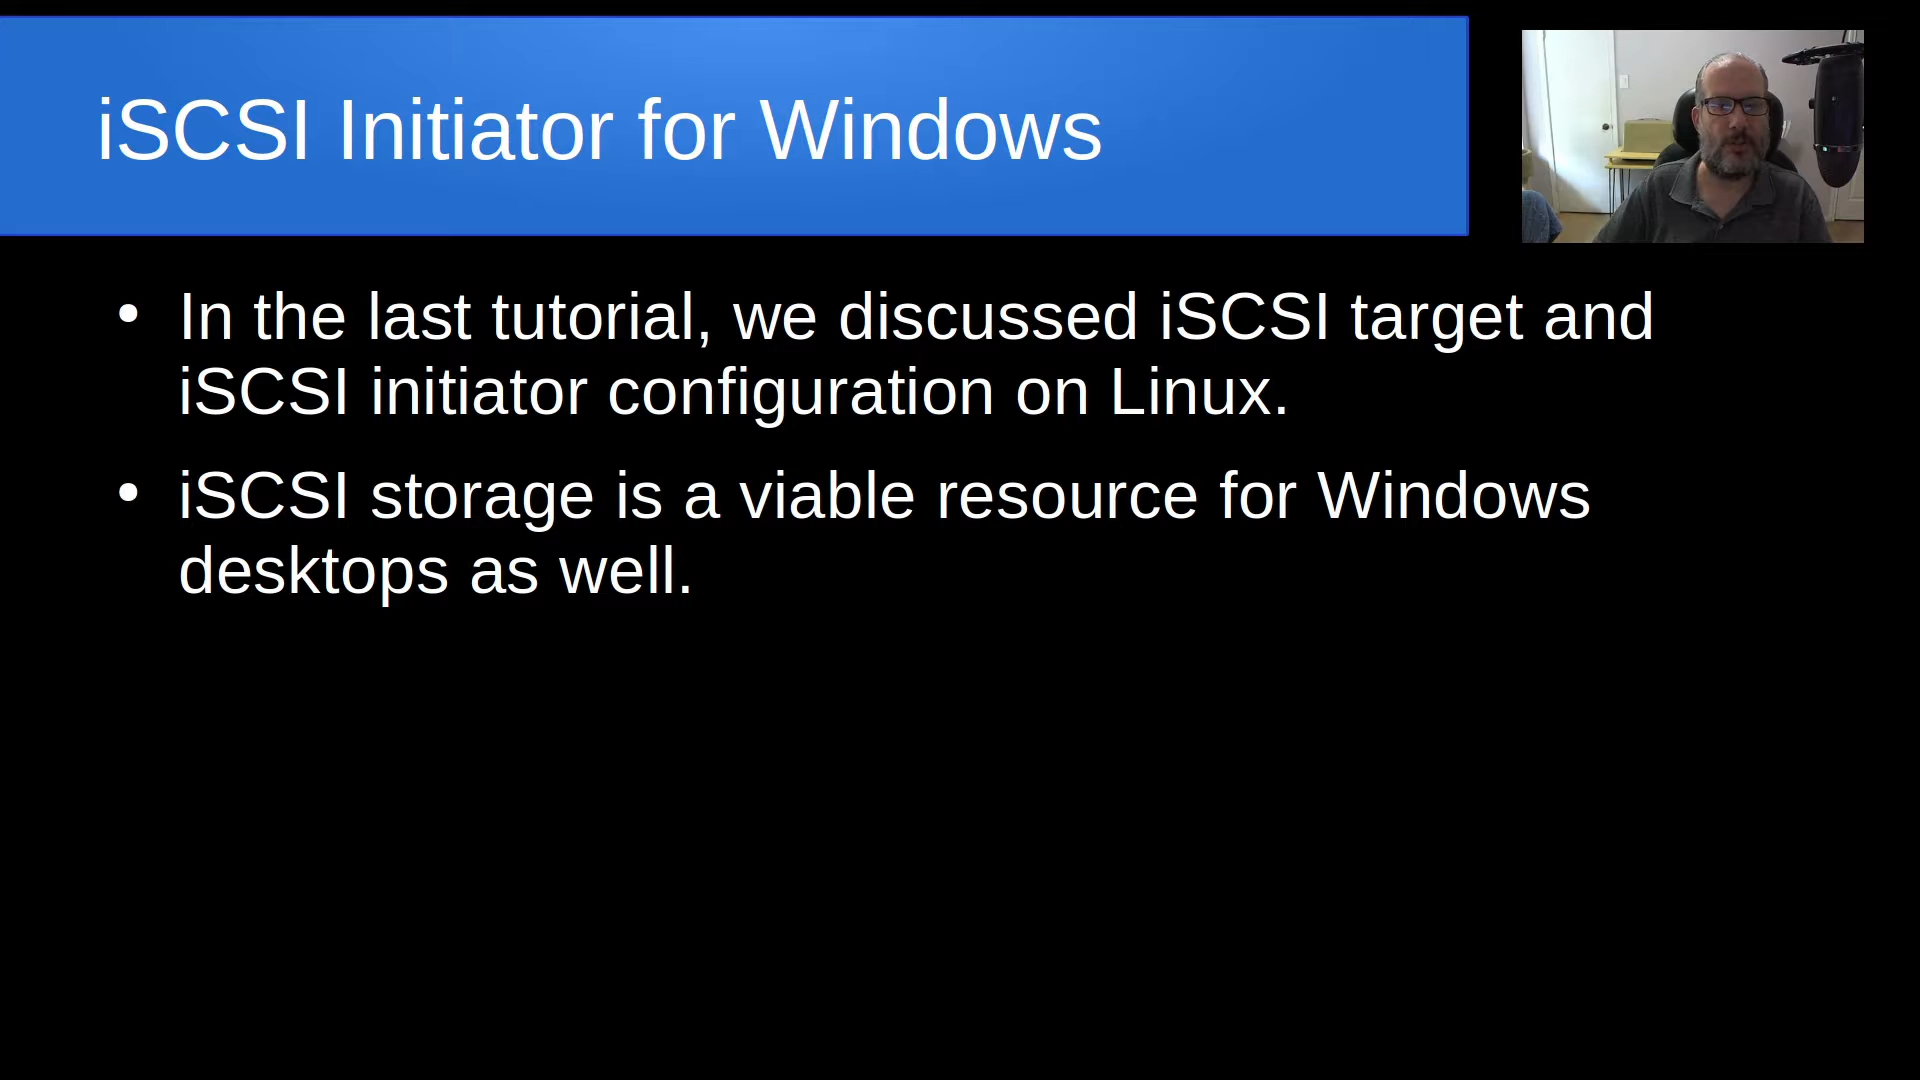 iSCSI Initiator for Windows
• In the last tutorial, we discussed iSCSI target and
iSCSI initiator configuration on Linux.
• iSCSI storage is a viable resource for Windows
desktops as well.